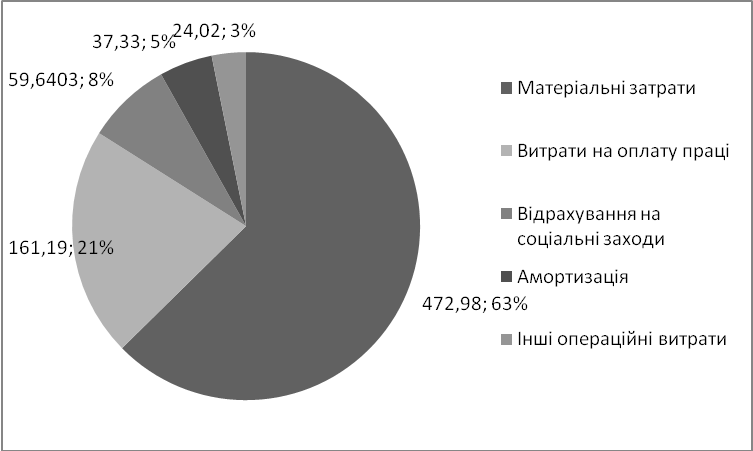 24,02; 3%
37,33; 5%
59,6403; 8%
161,19; 21%
472,98; 63%
Матеріальні затрати
Витрати на оплату праці
Відрахування на
соціальні заходи
Амортизація
Інші операційні витрати